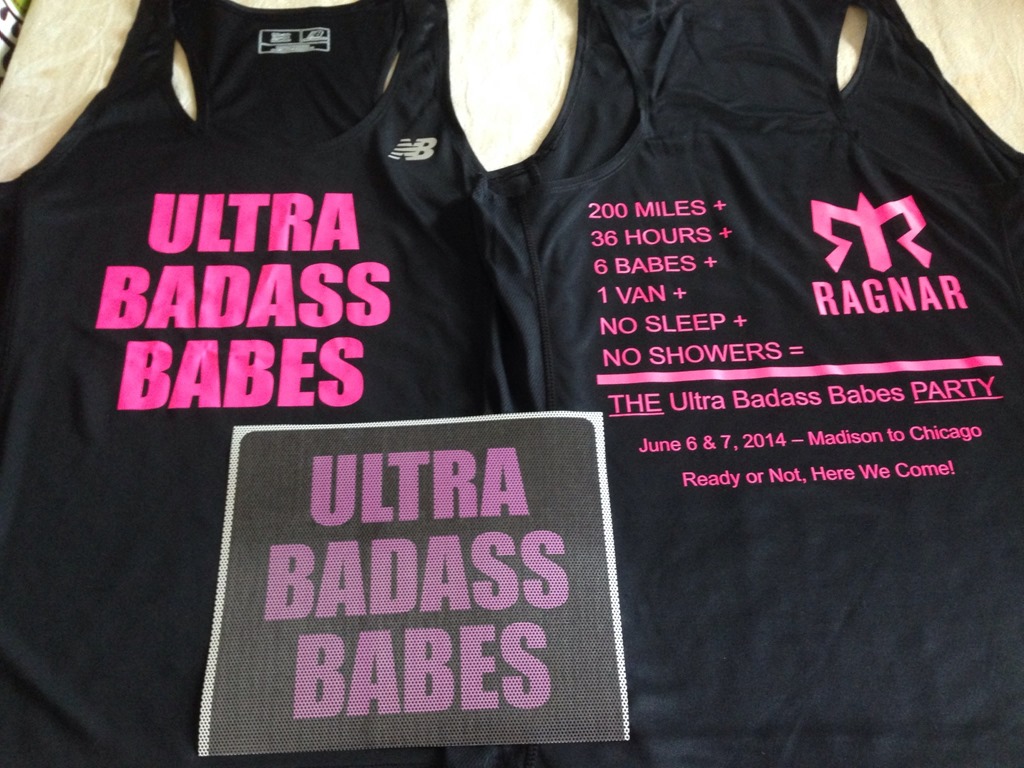 NB
ULTRA
BADASS
BABES
200 MILES +
36 HOURS +
6 BABES +
1 VAN +
NO SLEEP +
NO SHOWERS =
RAGNAR
THE Ultra Badass Babes PARTY
June 6 & 7, 2014 – Madison to Chicago
Ready or Not, Here We Come!
ULTRA
BADASS
BABES